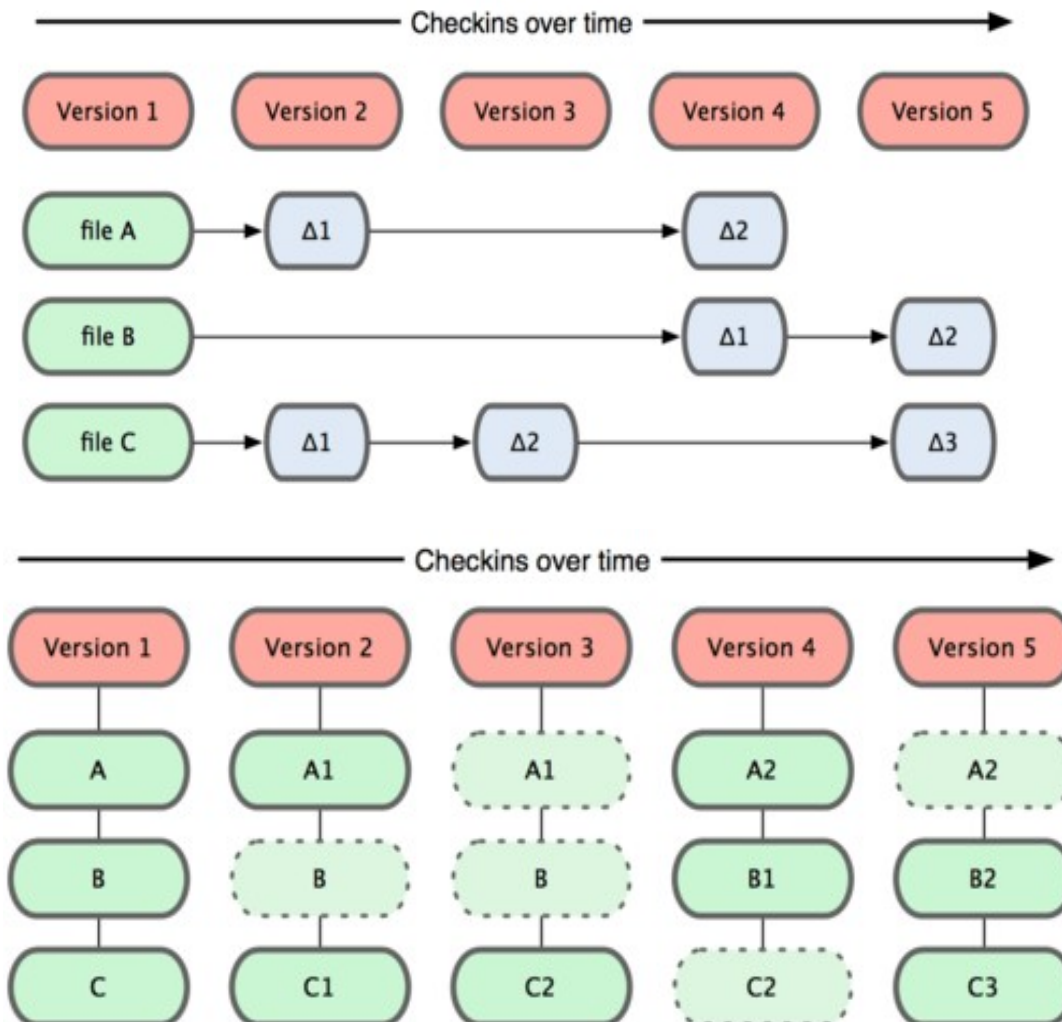 Checkins over time
Version 1 Version 2 Version 3 Version 4 Version 5
file A Δ1 Δ2
file B Δ1 Δ2
file C Δ1 Δ2 Δ3
Checkins over time
Version 1 Version 2 Version 3 Version 4 Version 5
A A1 A1 A2 A2
B B B B1 B2
C C1 C2 C2 C3